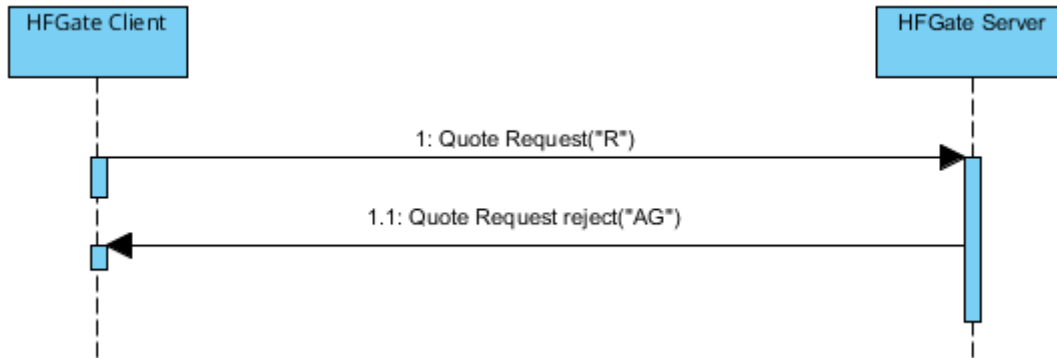 HFGate Client
HFGate Server
1: Quote Request("R")
1.1: Quote Request reject("AG")